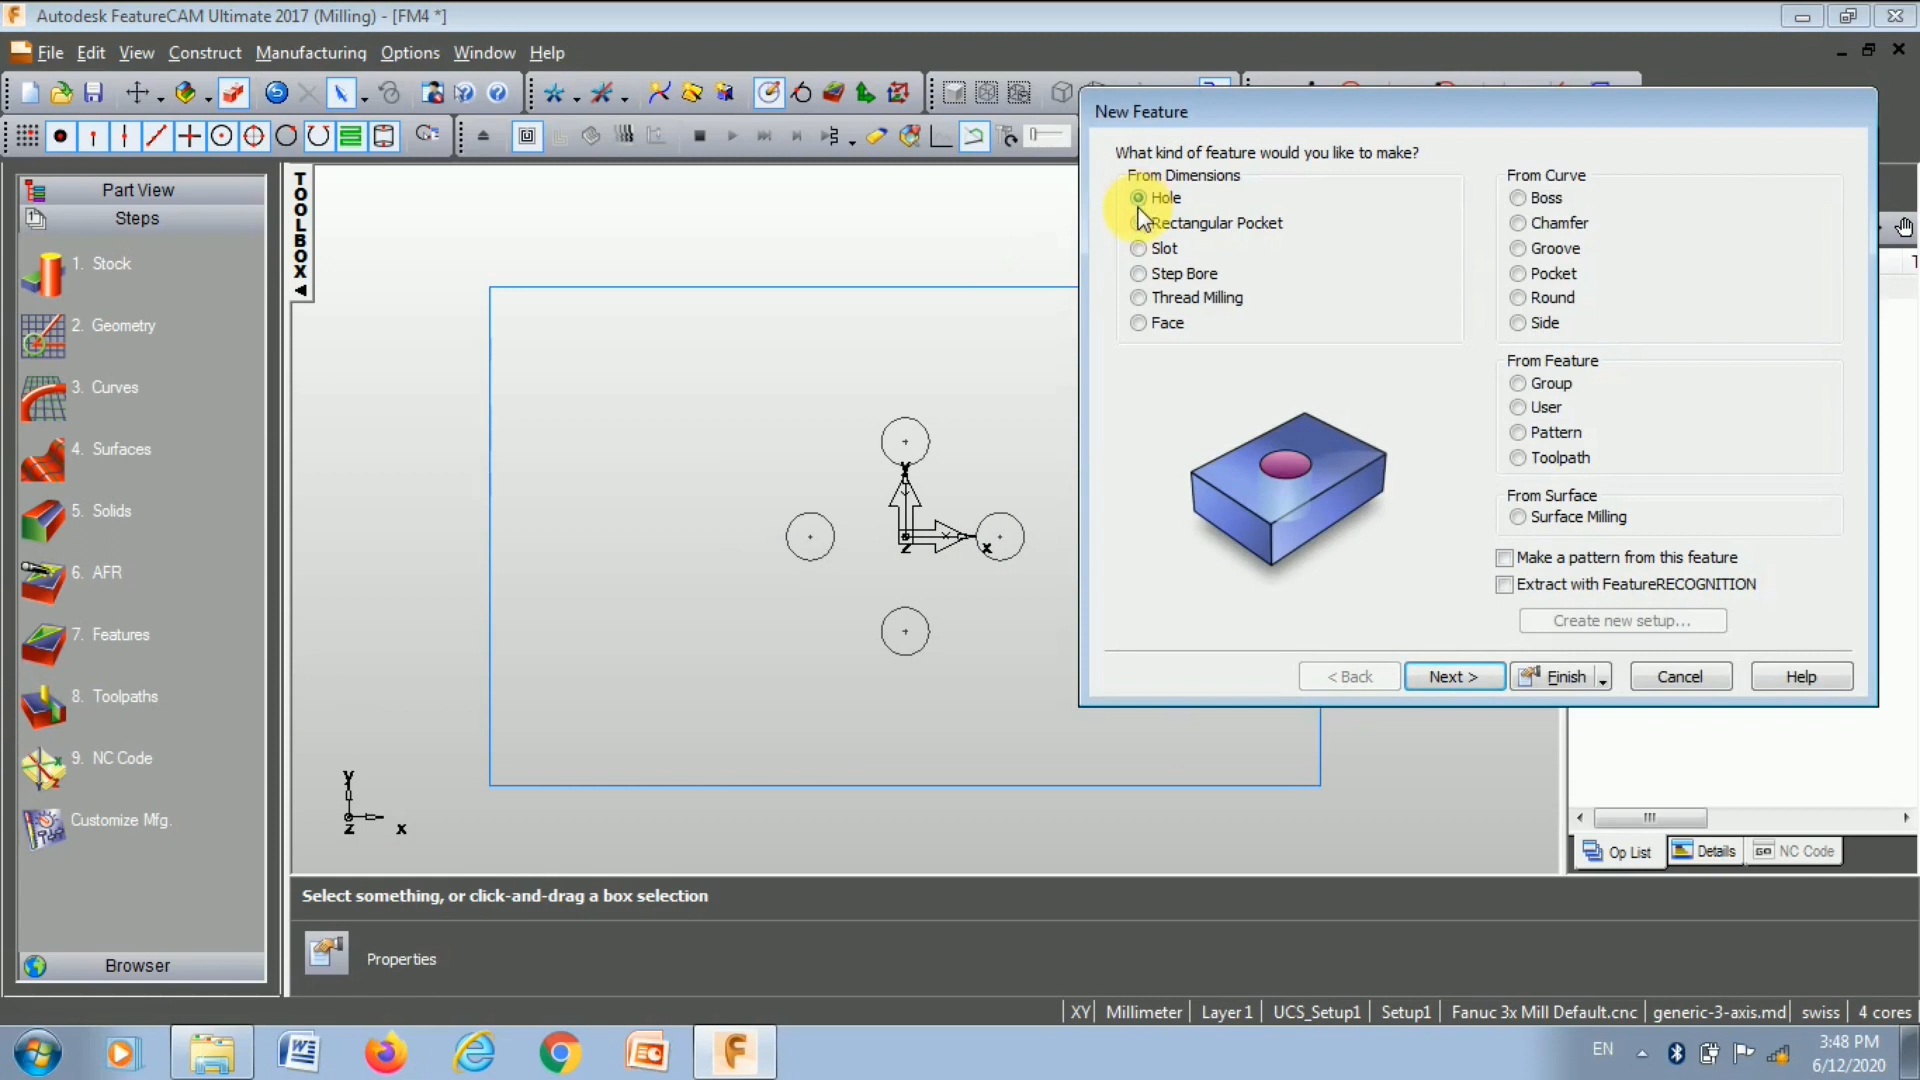 Autodesk FeatureCAM Ultimate 2017 (Milling) - [FM4 *]
File Edit View Construct Manufacturing Options Window Help
TOOLBOX
Part View
Steps
1. Stock
2. Geometry
3. Curves
4. Surfaces
5. Solids
6. AFR
7. Features
8. Toolpaths
9. NC Code
Customize Mfg.
Browser
Y
Z
X
Y
Z
X
New Feature
What kind of feature would you like to make?
From Dimensions
Hole
Rectangular Pocket
Slot
Step Bore
Thread Milling
Face
From Curve
Boss
Chamfer
Groove
Pocket
Round
Side
From Feature
Group
User
Pattern
Toolpath
From Surface
Surface Milling
Make a pattern from this feature
Extract with FeatureRECOGNITION
Create new setup...
< Back Next > Finish Cancel Help
Op List Details NC Code
Select something, or click-and-drag a box selection
Properties
XY Millimeter Layer1 UCS_Setup1 Setup1 Fanuc 3x Mill Default.cnc generic-3-axis.md swiss 4 cores
EN
3:48 PM
6/12/2020